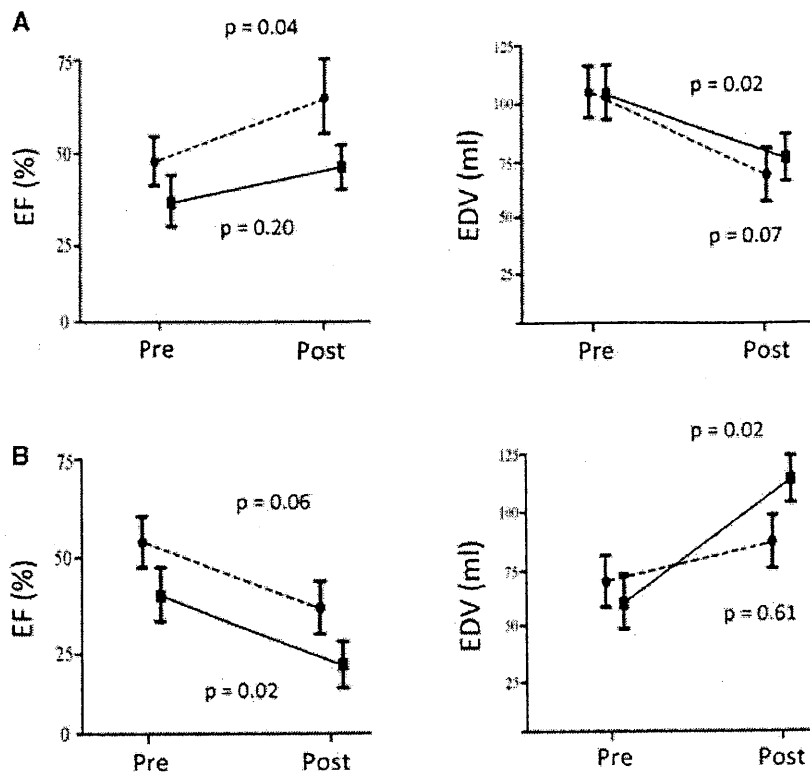 A
p = 0.04
75
50
25
0
EF (%)
p = 0.20
Pre Post
125
100
75
50
25
EDV (ml)
p = 0.02
p = 0.07
Pre Post
B
75
50
25
0
EF (%)
p = 0.06
p = 0.02
Pre Post
p = 0.02
125
100
75
50
25
EDV (ml)
p = 0.61
Pre Post